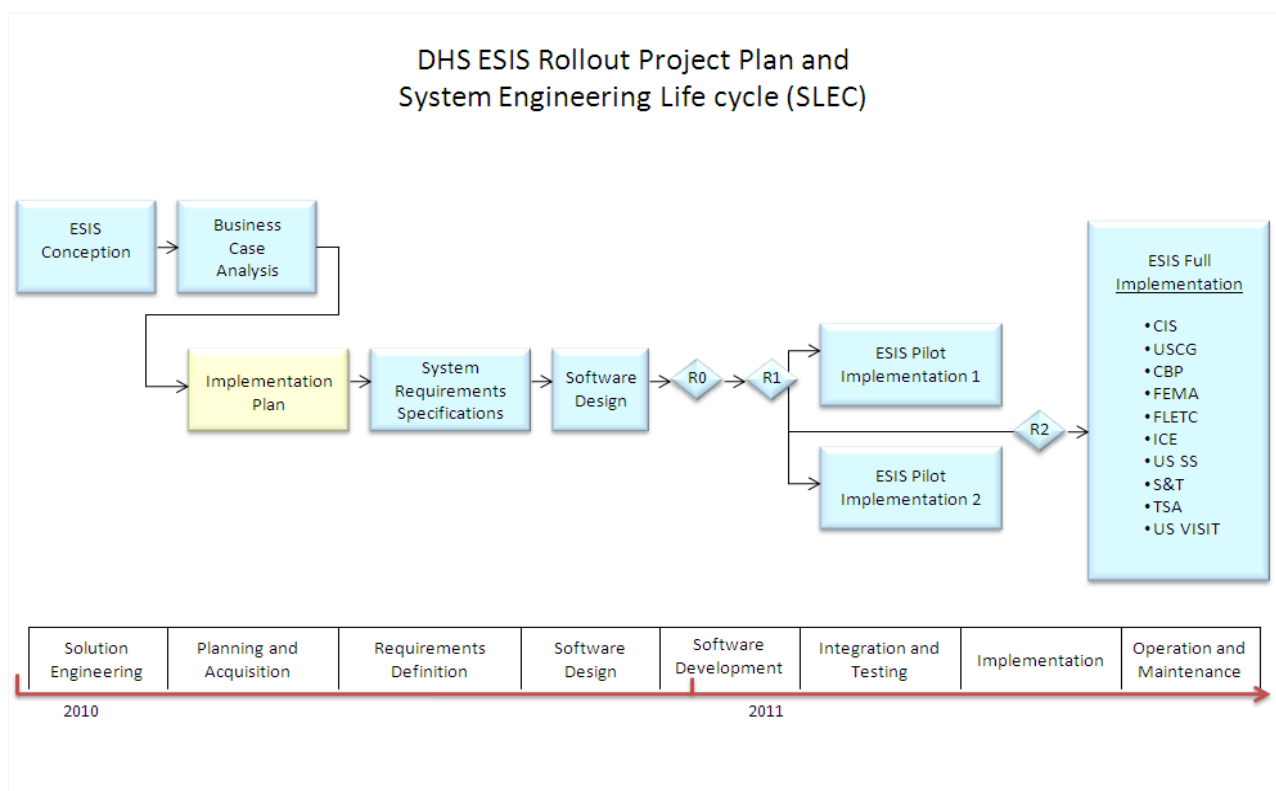 DHS ESIS Rollout Project Plan and
System Engineering Life cycle (SLEC)
ESIS
Conception
Business
Case
Analysis
Implementation
Plan
System
Requirements
Specifications
Software
Design
R0
R1
ESIS Pilot
Implementation 1
ESIS Pilot
Implementation 2
R2
ESIS Full
Implementation
• CIS
• USCG
• CBP
• FEMA
• FLETC
• ICE
• US SS
• S&T
• TSA
• US VISIT
Solution
Engineering
Planning and
Acquisition
Requirements
Definition
Software
Design
Software
Development
Integration and
Testing
Implementation
Operation and
Maintenance
2010
2011